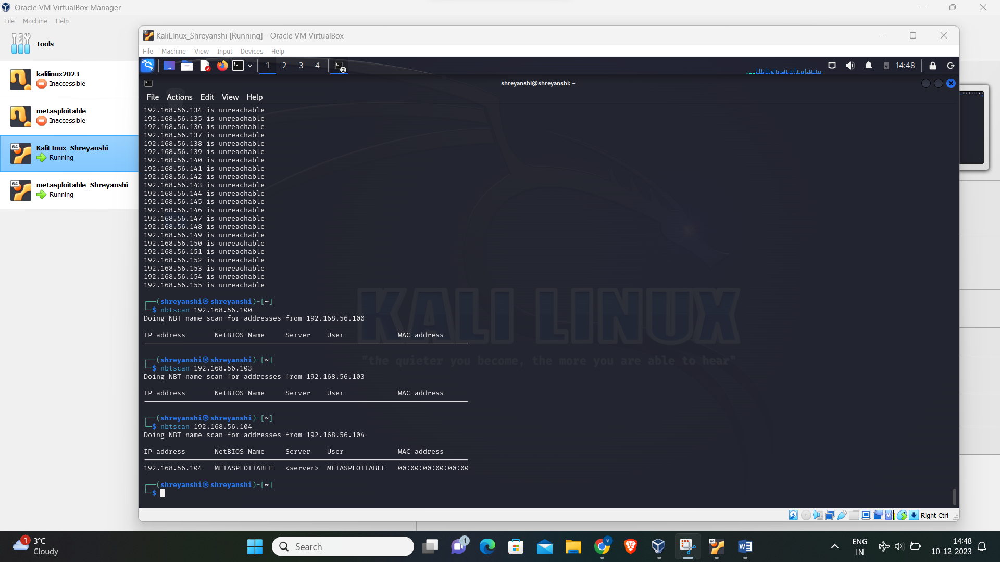 Oracle VM VirtualBox Manager
File Machine Help
Tools
kalilinux2023
Inaccessible
metasploitable
Inaccessible
64
KaliLInux_Shreyanshi
Running
64
metasploitable_Shreyanshi
Running
KaliLInux_Shreyanshi [Running] - Oracle VM VirtualBox
File Machine View Input Devices Help
1 2 3 4 2 14:48
shreyanshi@shreyanshi: ~
File Actions Edit View Help
192.168.56.134 is unreachable
192.168.56.135 is unreachable
192.168.56.136 is unreachable
192.168.56.137 is unreachable
192.168.56.138 is unreachable
192.168.56.139 is unreachable
192.168.56.140 is unreachable
192.168.56.141 is unreachable
192.168.56.142 is unreachable
192.168.56.143 is unreachable
192.168.56.144 is unreachable
192.168.56.145 is unreachable
192.168.56.146 is unreachable
192.168.56.147 is unreachable
192.168.56.148 is unreachable
192.168.56.149 is unreachable
192.168.56.150 is unreachable
192.168.56.151 is unreachable
192.168.56.152 is unreachable
192.168.56.153 is unreachable
192.168.56.154 is unreachable
192.168.56.155 is unreachable
┌──(shreyanshi㉿shreyanshi)-[~]
└─$ nbtscan 192.168.56.100
Doing NBT name scan for addresses from 192.168.56.100
IP address NetBIOS Name Server User MAC address
┌──(shreyanshi㉿shreyanshi)-[~]
└─$ nbtscan 192.168.56.103
Doing NBT name scan for addresses from 192.168.56.103
IP address NetBIOS Name Server User MAC address
┌──(shreyanshi㉿shreyanshi)-[~]
└─$ nbtscan 192.168.56.104
Doing NBT name scan for addresses from 192.168.56.104
IP address NetBIOS Name Server User MAC address
192.168.56.104 METASPLOITABLE <server> METASPLOITABLE 00:00:00:00:00:00
┌──(shreyanshi㉿shreyanshi)-[~]
└─$
KALI LINUX
"the quieter you become, the more you are able to hear"
Right Ctrl
1
3°C
Cloudy
Search
1
V
64
ENG
IN
14:48
10-12-2023